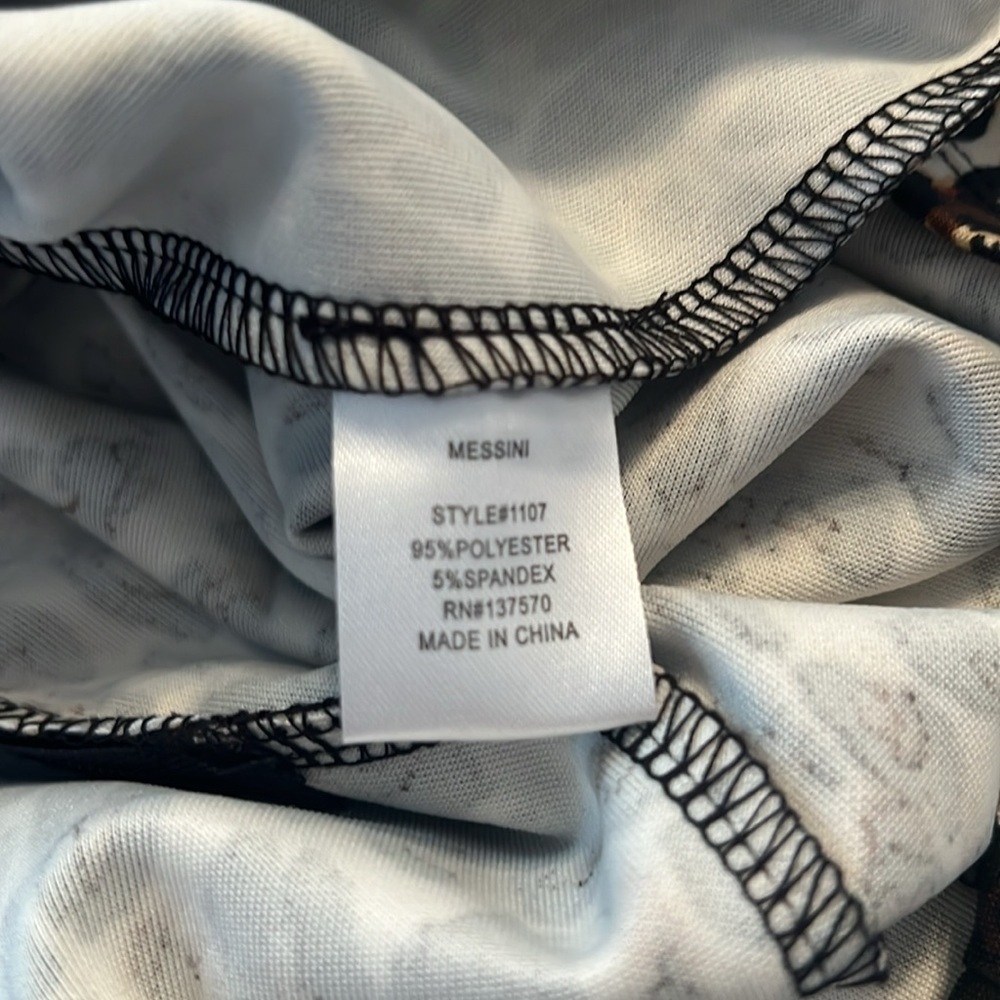 MESSINI
STYLE#1107
95%POLYESTER
5%SPANDEX
RN#137570
MADE IN CHINA